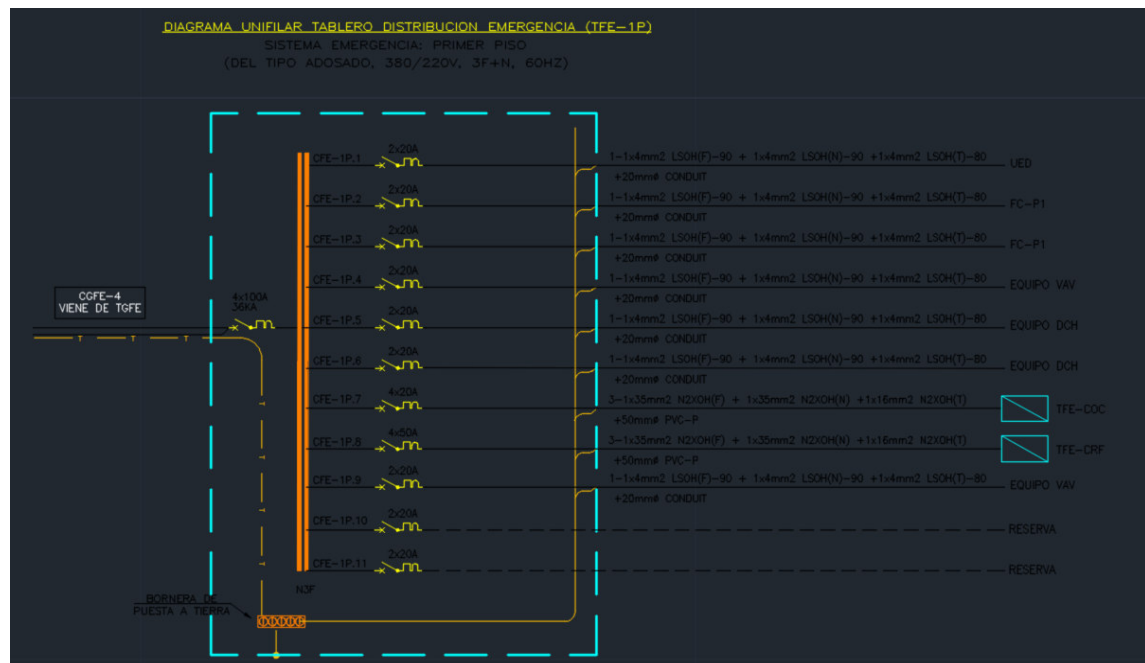 DIAGRAMA UNIFILAR TABLERO DISTRIBUCION EMERGENCIA (TFE-1P)
SISTEMA EMERGENCIA: PRIMER PISO
(DEL TIPO ADOSADO, 380/220V, 3F+N, 60HZ)
CGFE-4
VIENE DE TGFE
4x100A
36KA
CFE-1P.1 2x20A 1-1x4mm2 LSOH(F)-90 + 1x4mm2 LSOH(N)-90 +1x4mm2 LSOH(T)-80 UED
+20mmø CONDUIT
CFE-1P.2 2x20A 1-1x4mm2 LSOH(F)-90 + 1x4mm2 LSOH(N)-90 +1x4mm2 LSOH(T)-80 FC-P1
+20mmø CONDUIT
CFE-1P.3 2x20A 1-1x4mm2 LSOH(F)-90 + 1x4mm2 LSOH(N)-90 +1x4mm2 LSOH(T)-80 FC-P1
+20mmø CONDUIT
CFE-1P.4 2x20A 1-1x4mm2 LSOH(F)-90 + 1x4mm2 LSOH(N)-90 +1x4mm2 LSOH(T)-80 EQUIPO VAV
+20mmø CONDUIT
CFE-1P.5 2x20A 1-1x4mm2 LSOH(F)-90 + 1x4mm2 LSOH(N)-90 +1x4mm2 LSOH(T)-80 EQUIPO DCH
+20mmø CONDUIT
CFE-1P.6 2x20A 1-1x4mm2 LSOH(F)-90 + 1x4mm2 LSOH(N)-90 +1x4mm2 LSOH(T)-80 EQUIPO DCH
+20mmø CONDUIT
CFE-1P.7 4x20A 3-1x35mm2 N2XOH(F) + 1x35mm2 N2XOH(N) +1x16mm2 N2XOH(T) TFE-COC
+50mmø PVC-P
CFE-1P.8 4x50A 3-1x35mm2 N2XOH(F) + 1x35mm2 N2XOH(N) +1x16mm2 N2XOH(T) TFE-CRF
+50mmø PVC-P
CFE-1P.9 2x20A 1-1x4mm2 LSOH(F)-90 + 1x4mm2 LSOH(N)-90 +1x4mm2 LSOH(T)-80 EQUIPO VAV
+20mmø CONDUIT
CFE-1P.10 2x20A RESERVA
CFE-1P.11 2x20A RESERVA
N3F
BORNERA DE
PUESTA A TIERRA